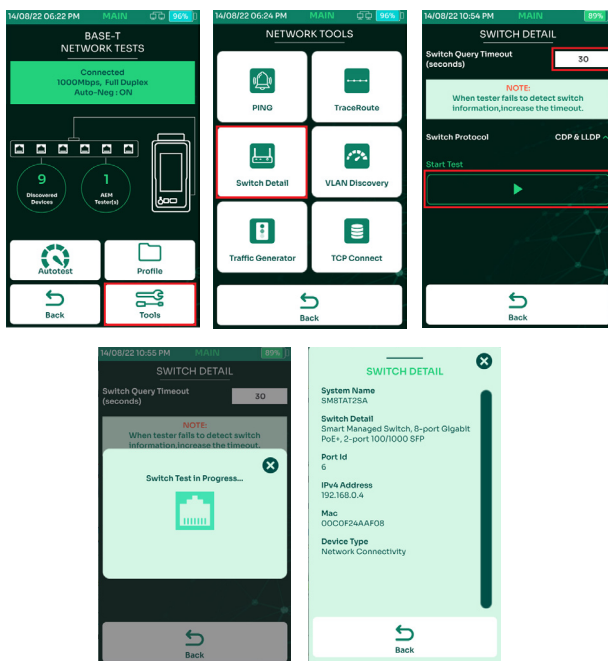 14/08/22 06:22 PM MAIN 96%
BASE-T
NETWORK TESTS
Connected
1000Mbps, Full Duplex
Auto-Neg : ON
9
Discovered
Devices
1
AEM
Tester(s)
Autotest
Profile
Back
Tools
14/08/22 06:24 PM MAIN 96%
NETWORK TOOLS
PING
TraceRoute
Switch Detail
VLAN Discovery
Traffic Generator
TCP Connect
Back
14/08/22 10:54 PM MAIN 89%
SWITCH DETAIL
Switch Query Timeout
(seconds)
30
NOTE:
When tester fails to detect switch
information,increase the timeout.
Switch Protocol CDP & LLDP
Start Test
Back
14/08/22 10:55 PM MAIN 89%
SWITCH DETAIL
Switch Query Timeout
(seconds)
30
NOTE:
When tester fails to detect switch
information,increase the timeout.
Switch Test in Progress...
Back
SWITCH DETAIL
System Name
SM8TAT2SA
Switch Detail
Smart Managed Switch, 8-port Gigabit
PoE+, 2-port 100/1000 SFP
Port Id
6
IPv4 Address
192.168.0.4
Mac
00C0F24AAF08
Device Type
Network Connectivity
Back